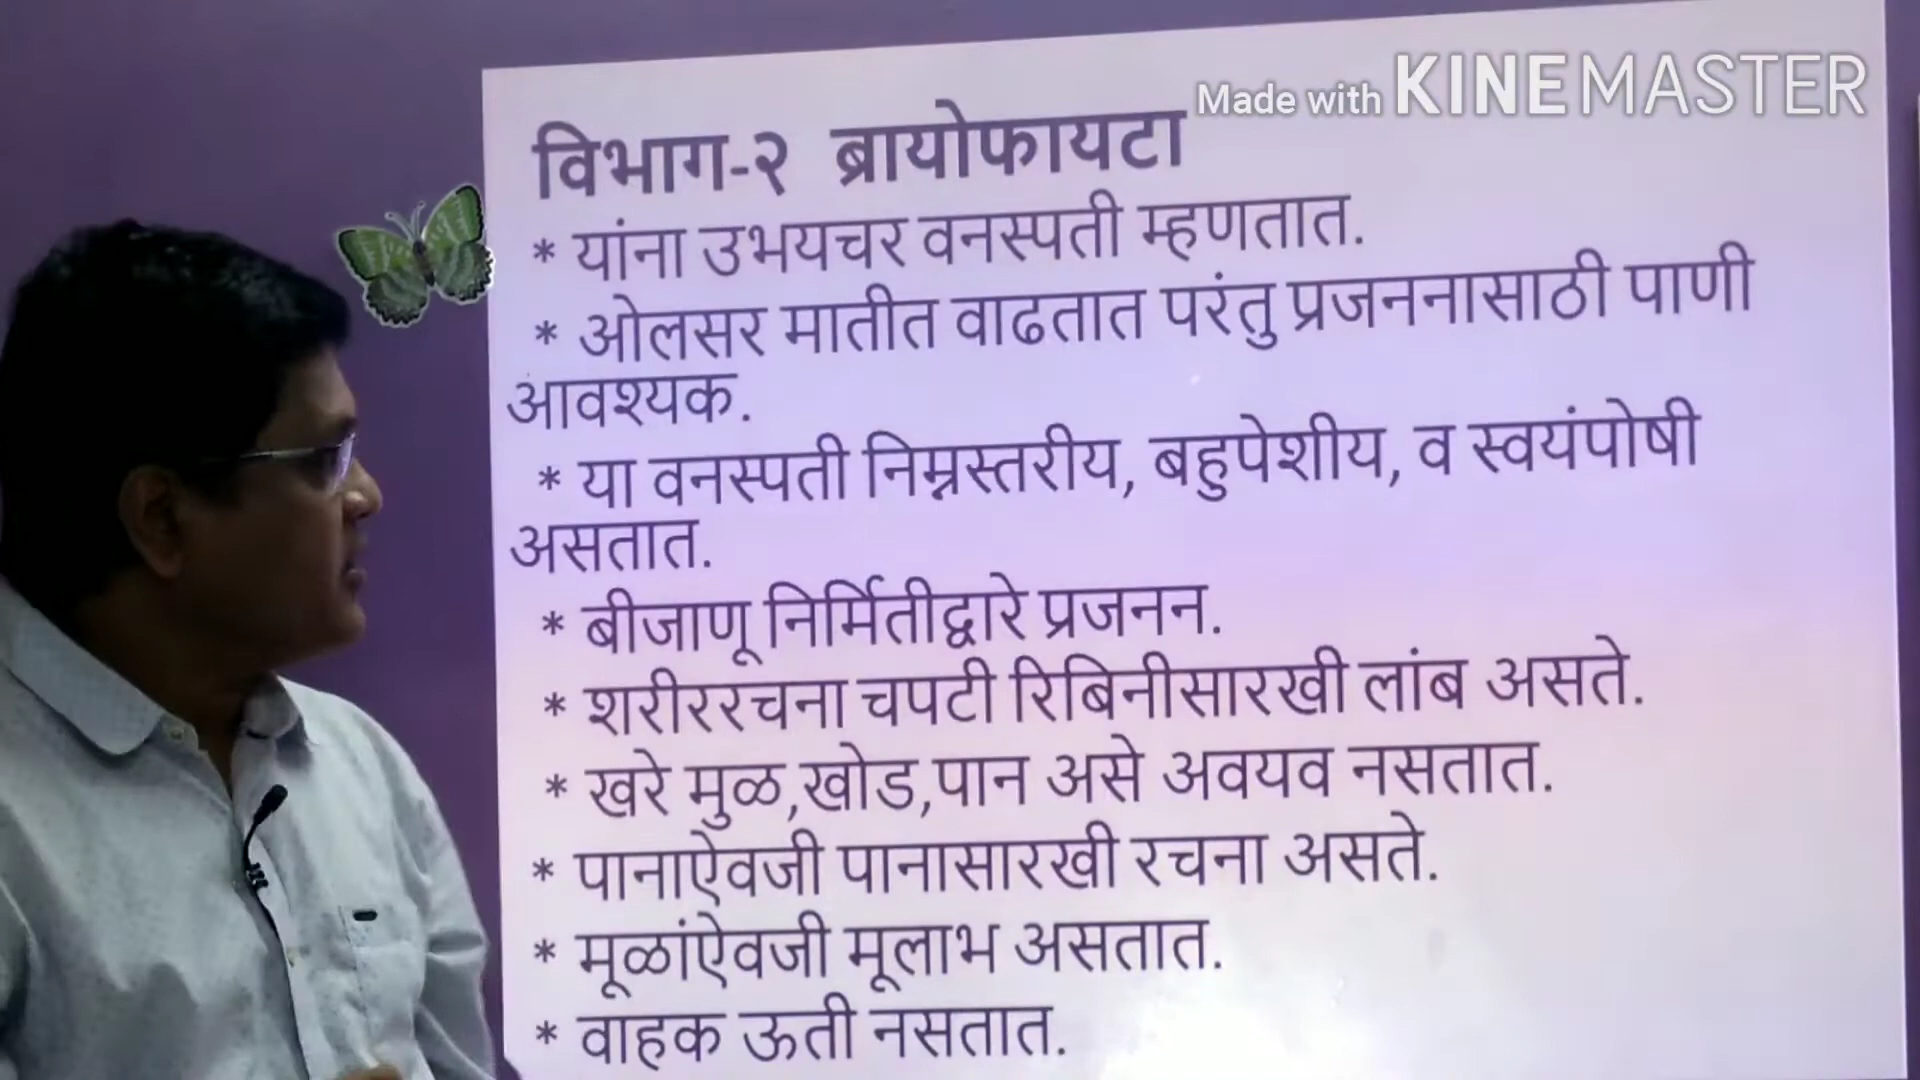 Made with KINEMASTER
विभाग-२ ब्रायोफायटा
* यांना उभयचर वनस्पती म्हणतात.
* ओलसर मातीत वाढतात परंतु प्रजननासाठी पाणी
आवश्यक.
* या वनस्पती निम्नस्तरीय, बहुपेशीय, व स्वयंपोषी
असतात.
* बीजाणू निर्मितीद्वारे प्रजनन.
* शरीररचना चपटी रिबिनीसारखी लांब असते.
* खरे मुळ,खोड,पान असे अवयव नसतात.
* पानाऐवजी पानासारखी रचना असते.
* मूळांऐवजी मूलाभ असतात.
* वाहक ऊती नसतात.